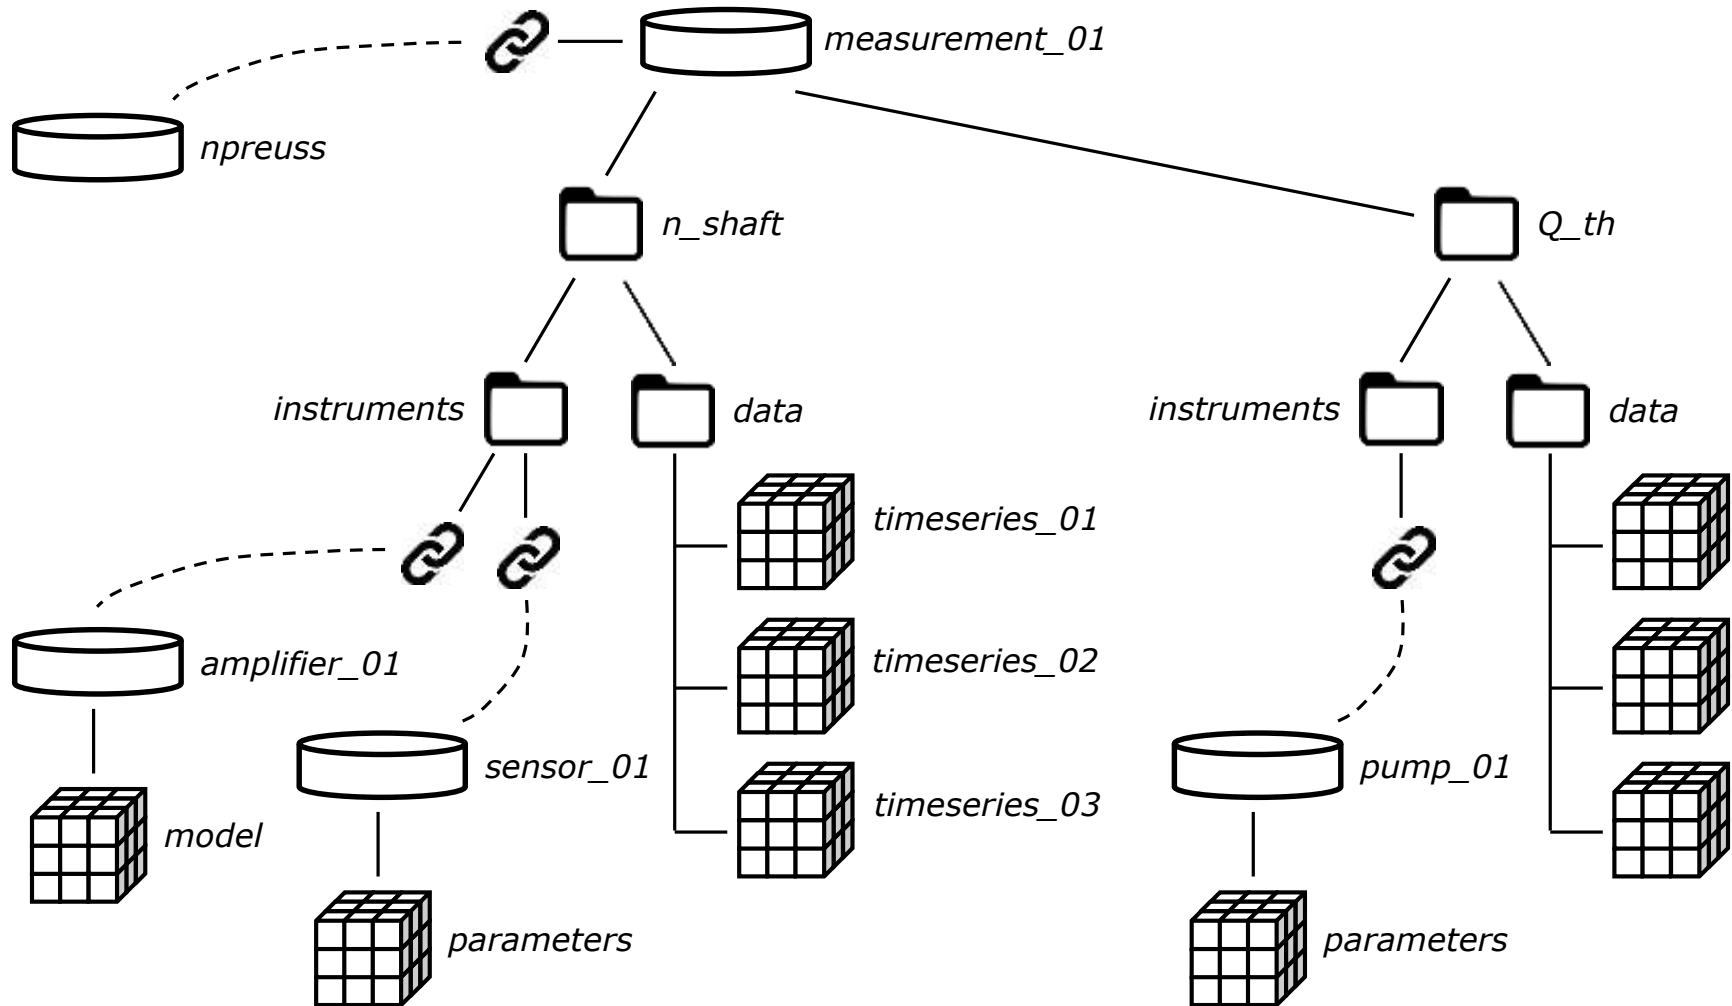 measurement_01
npreuss
n_shaft
Q_th
instruments
data
instruments
data
timeseries_01
timeseries_02
amplifier_01
sensor_01
pump_01
timeseries_03
model
parameters
parameters